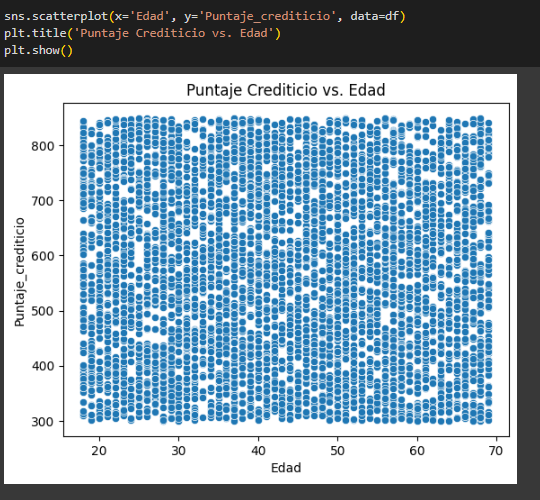 sns.scatterplot(x='Edad', y='Puntaje_crediticio', data=df)
plt.title('Puntaje Crediticio vs. Edad')
plt.show()
Puntaje Crediticio vs. Edad
800
700
600
500
400
300
Puntaje_crediticio
20 30 40 50 60 70
Edad